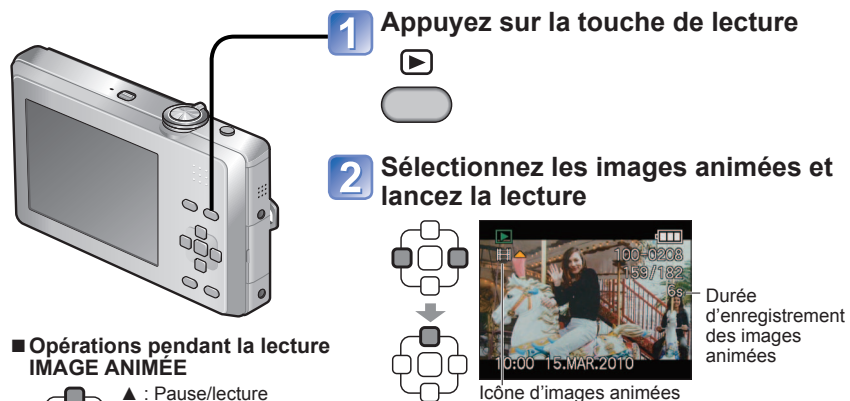 1 Appuyez sur la touche de lecture
2 Sélectionnez les images animées et
lancez la lecture
100-0208
159/182
6s
10:00 15.MAR.2010
Durée
d'enregistrement
des images
animées
Icône d'images animées
■ Opérations pendant la lecture
IMAGE ANIMÉE
▲ : Pause/lecture